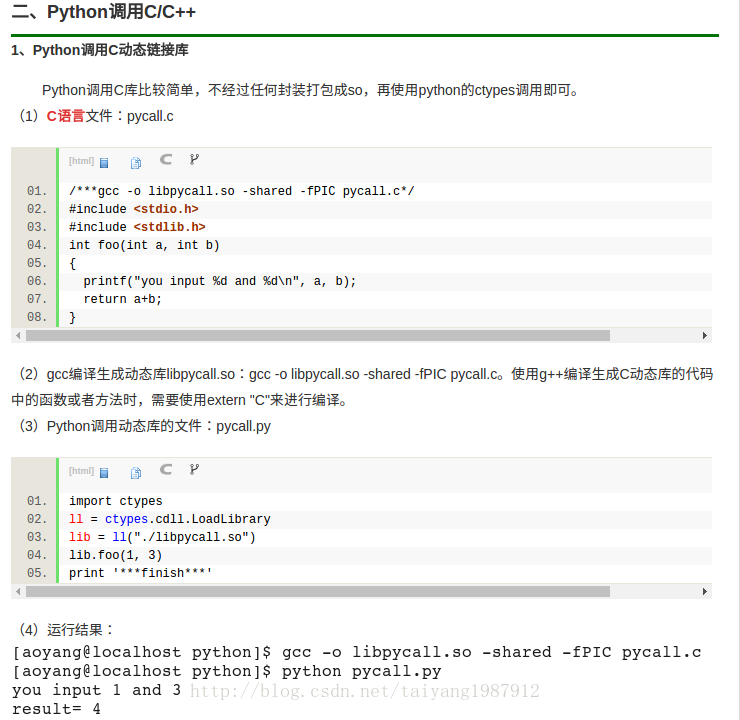 二、Python调用C/C++
1、Python调用C动态链接库
Python调用C库比较简单，不经过任何封装打包成so，再使用python的ctypes调用即可。
（1）C语言文件：pycall.c
[html]
01. /***gcc -o libpycall.so -shared -fPIC pycall.c*/
02. #include <stdio.h>
03. #include <stdlib.h>
04. int foo(int a, int b)
05. {
06.   printf("you input %d and %d\n", a, b);
07.   return a+b;
08. }
（2）gcc编译生成动态库libpycall.so：gcc -o libpycall.so -shared -fPIC pycall.c。使用g++编译生成C动态库的代码
中的函数或者方法时，需要使用extern "C"来进行编译。
（3）Python调用动态库的文件：pycall.py
[html]
01. import ctypes
02. ll = ctypes.cdll.LoadLibrary
03. lib = ll("./libpycall.so")
04. lib.foo(1, 3)
05. print '***finish***'
（4）运行结果：
[aoyang@localhost python]$ gcc -o libpycall.so -shared -fPIC pycall.c
[aoyang@localhost python]$ python pycall.py
you input 1 and 3 http://blog.csdn.net/taiyang1987912
result= 4